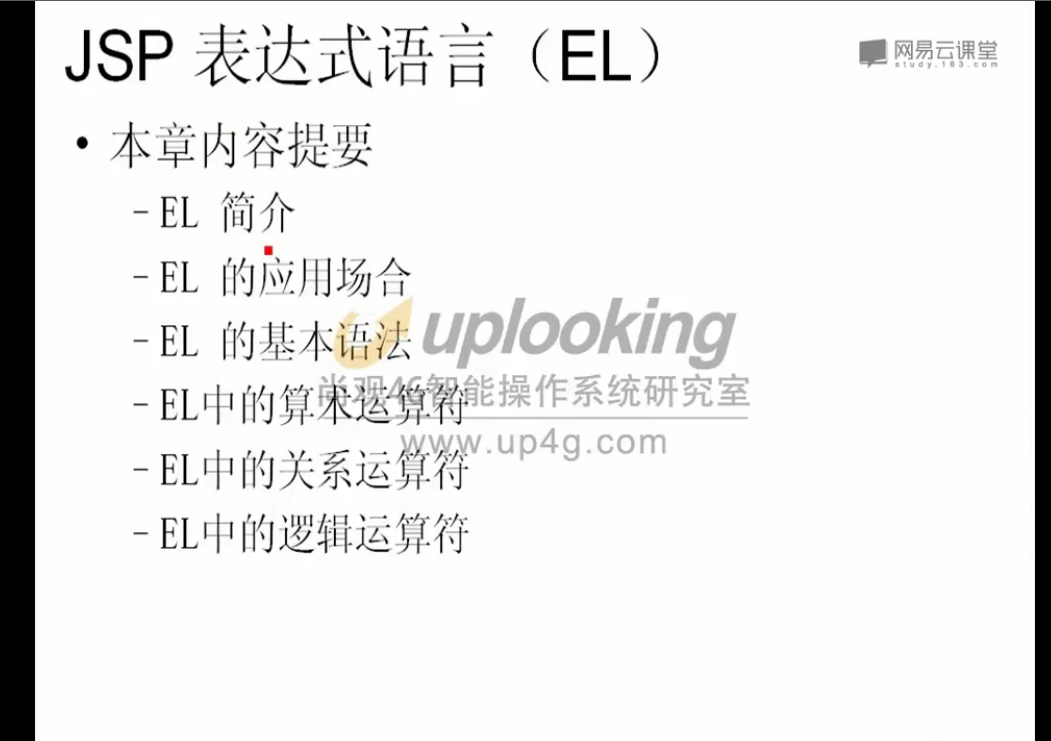 JSP 表达式语言（EL）
网易云课堂
study.163.com
• 本章内容提要
–EL 简介
–EL 的应用场合
–EL 的基本语法
uplooking
尚观4G智能操作系统研究室
–EL中的算术运算符
www.up4g.com
–EL中的关系运算符
–EL中的逻辑运算符